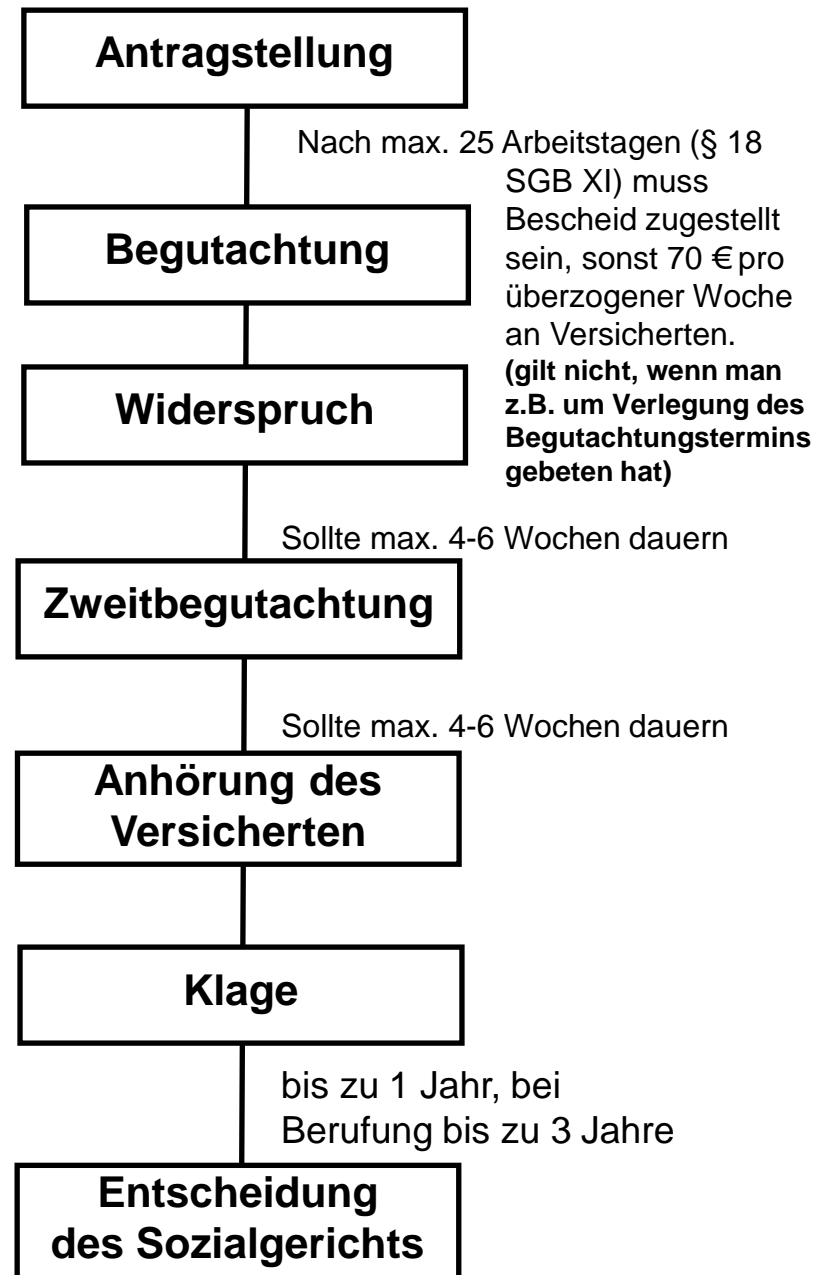 Antragstellung
Nach max. 25 Arbeitstagen (§ 18
SGB XI) muss
Bescheid zugestellt
sein, sonst 70 € pro
überzogener Woche
an Versicherten.
(gilt nicht, wenn man
z.B. um Verlegung des
Begutachtungstermins
gebeten hat)
Begutachtung
Widerspruch
Sollte max. 4-6 Wochen dauern
Zweitbegutachtung
Sollte max. 4-6 Wochen dauern
Anhörung des
Versicherten
Klage
bis zu 1 Jahr, bei
Berufung bis zu 3 Jahre
Entscheidung
des Sozialgerichts